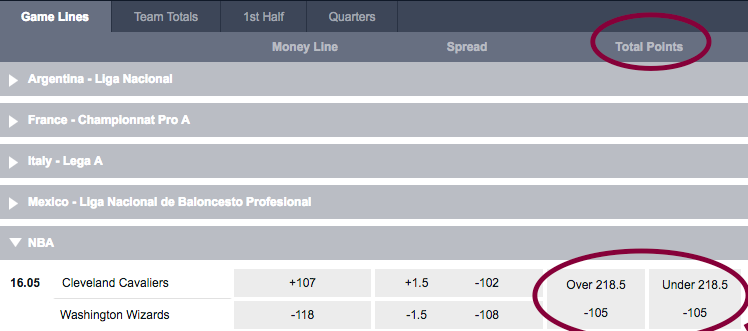 Game Lines Team Totals 1st Half Quarters
Money Line Spread Total Points
Argentina - Liga Nacional
France - Championnat Pro A
Italy - Lega A
Mexico - Liga Nacional de Baloncesto Profesional
NBA
16.05 Cleveland Cavaliers +107 +1.5 -102 Over 218.5 Under 218.5
Washington Wizards -118 -1.5 -108 -105 -105